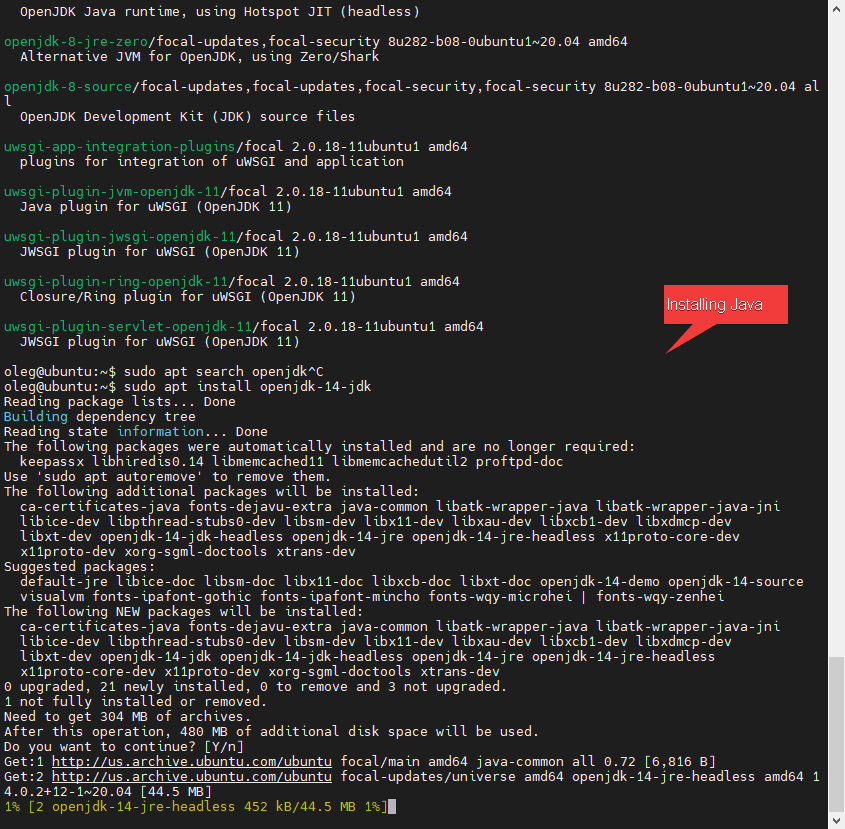 OpenJDK Java runtime, using Hotspot JIT (headless)
openjdk-8-jre-zero/focal-updates,focal-security 8u282-b08-0ubuntu1~20.04 amd64
  Alternative JVM for OpenJDK, using Zero/Shark
openjdk-8-source/focal-updates,focal-updates,focal-security,focal-security 8u282-b08-0ubuntu1~20.04 al
l
  OpenJDK Development Kit (JDK) source files
uwsgi-app-integration-plugins/focal 2.0.18-11ubuntu1 amd64
  plugins for integration of uWSGI and application
uwsgi-plugin-jvm-openjdk-11/focal 2.0.18-11ubuntu1 amd64
  Java plugin for uWSGI (OpenJDK 11)
uwsgi-plugin-jwsgi-openjdk-11/focal 2.0.18-11ubuntu1 amd64
  JWSGI plugin for uWSGI (OpenJDK 11)
uwsgi-plugin-ring-openjdk-11/focal 2.0.18-11ubuntu1 amd64
  Closure/Ring plugin for uWSGI (OpenJDK 11)
Installing Java
uwsgi-plugin-servlet-openjdk-11/focal 2.0.18-11ubuntu1 amd64
  JWSGI plugin for uWSGI (OpenJDK 11)
oleg@ubuntu:~$ sudo apt search openjdk^C
oleg@ubuntu:~$ sudo apt install openjdk-14-jdk
Reading package lists... Done
Building dependency tree
Reading state information... Done
The following packages were automatically installed and are no longer required:
  keepassx libhiredis0.14 libmemcached11 libmemcachedutil2 proftpd-doc
Use 'sudo apt autoremove' to remove them.
The following additional packages will be installed:
  ca-certificates-java fonts-dejavu-extra java-common libatk-wrapper-java libatk-wrapper-java-jni
  libice-dev libpthread-stubs0-dev libsm-dev libx11-dev libxau-dev libxcb1-dev libxdmcp-dev
  libxt-dev openjdk-14-jdk-headless openjdk-14-jre openjdk-14-jre-headless x11proto-core-dev
  x11proto-dev xorg-sgml-doctools xtrans-dev
Suggested packages:
  default-jre libice-doc libsm-doc libx11-doc libxcb-doc libxt-doc openjdk-14-demo openjdk-14-source
  visualvm fonts-ipafont-gothic fonts-ipafont-mincho fonts-wqy-microhei | fonts-wqy-zenhei
The following NEW packages will be installed:
  ca-certificates-java fonts-dejavu-extra java-common libatk-wrapper-java libatk-wrapper-java-jni
  libice-dev libpthread-stubs0-dev libsm-dev libx11-dev libxau-dev libxcb1-dev libxdmcp-dev
  libxt-dev openjdk-14-jdk openjdk-14-jdk-headless openjdk-14-jre openjdk-14-jre-headless
  x11proto-core-dev x11proto-dev xorg-sgml-doctools xtrans-dev
0 upgraded, 21 newly installed, 0 to remove and 3 not upgraded.
1 not fully installed or removed.
Need to get 304 MB of archives.
After this operation, 480 MB of additional disk space will be used.
Do you want to continue? [Y/n]
Get:1 http://us.archive.ubuntu.com/ubuntu focal/main amd64 java-common all 0.72 [6,816 B]
Get:2 http://us.archive.ubuntu.com/ubuntu focal-updates/universe amd64 openjdk-14-jre-headless amd64 1
4.0.2+12-1~20.04 [44.5 MB]
1% [2 openjdk-14-jre-headless 452 kB/44.5 MB 1%]